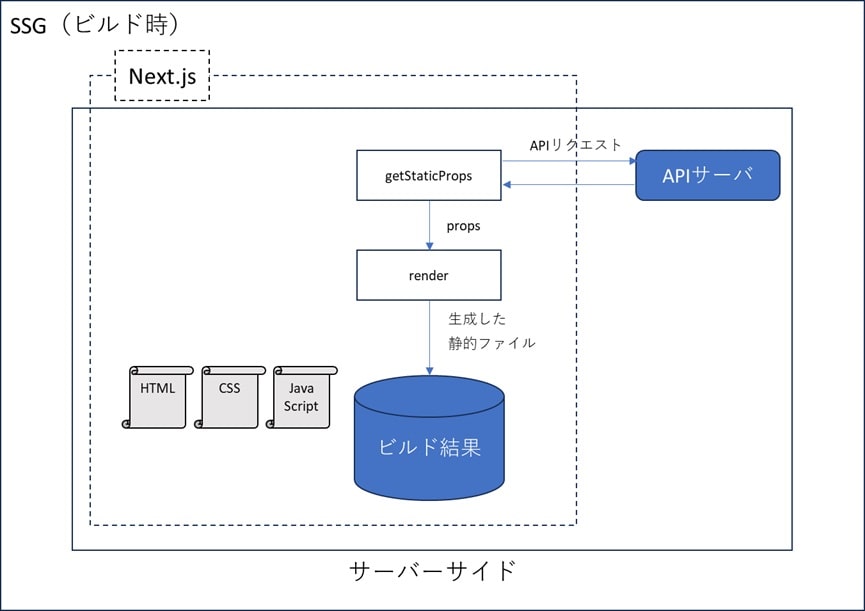 SSG（ビルド時）
Next.js
APIリクエスト
getStaticProps
APIサーバ
props
render
生成した
静的ファイル
HTML
CSS
Java
Script
ビルド結果
サーバーサイド